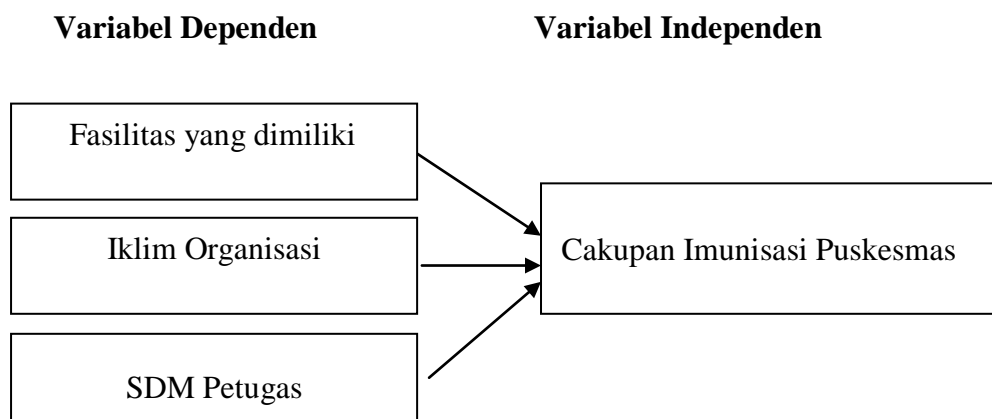 Variabel Dependen
Variabel Independen
Fasilitas yang dimiliki
Iklim Organisasi
Cakupan Imunisasi Puskesmas
SDM Petugas